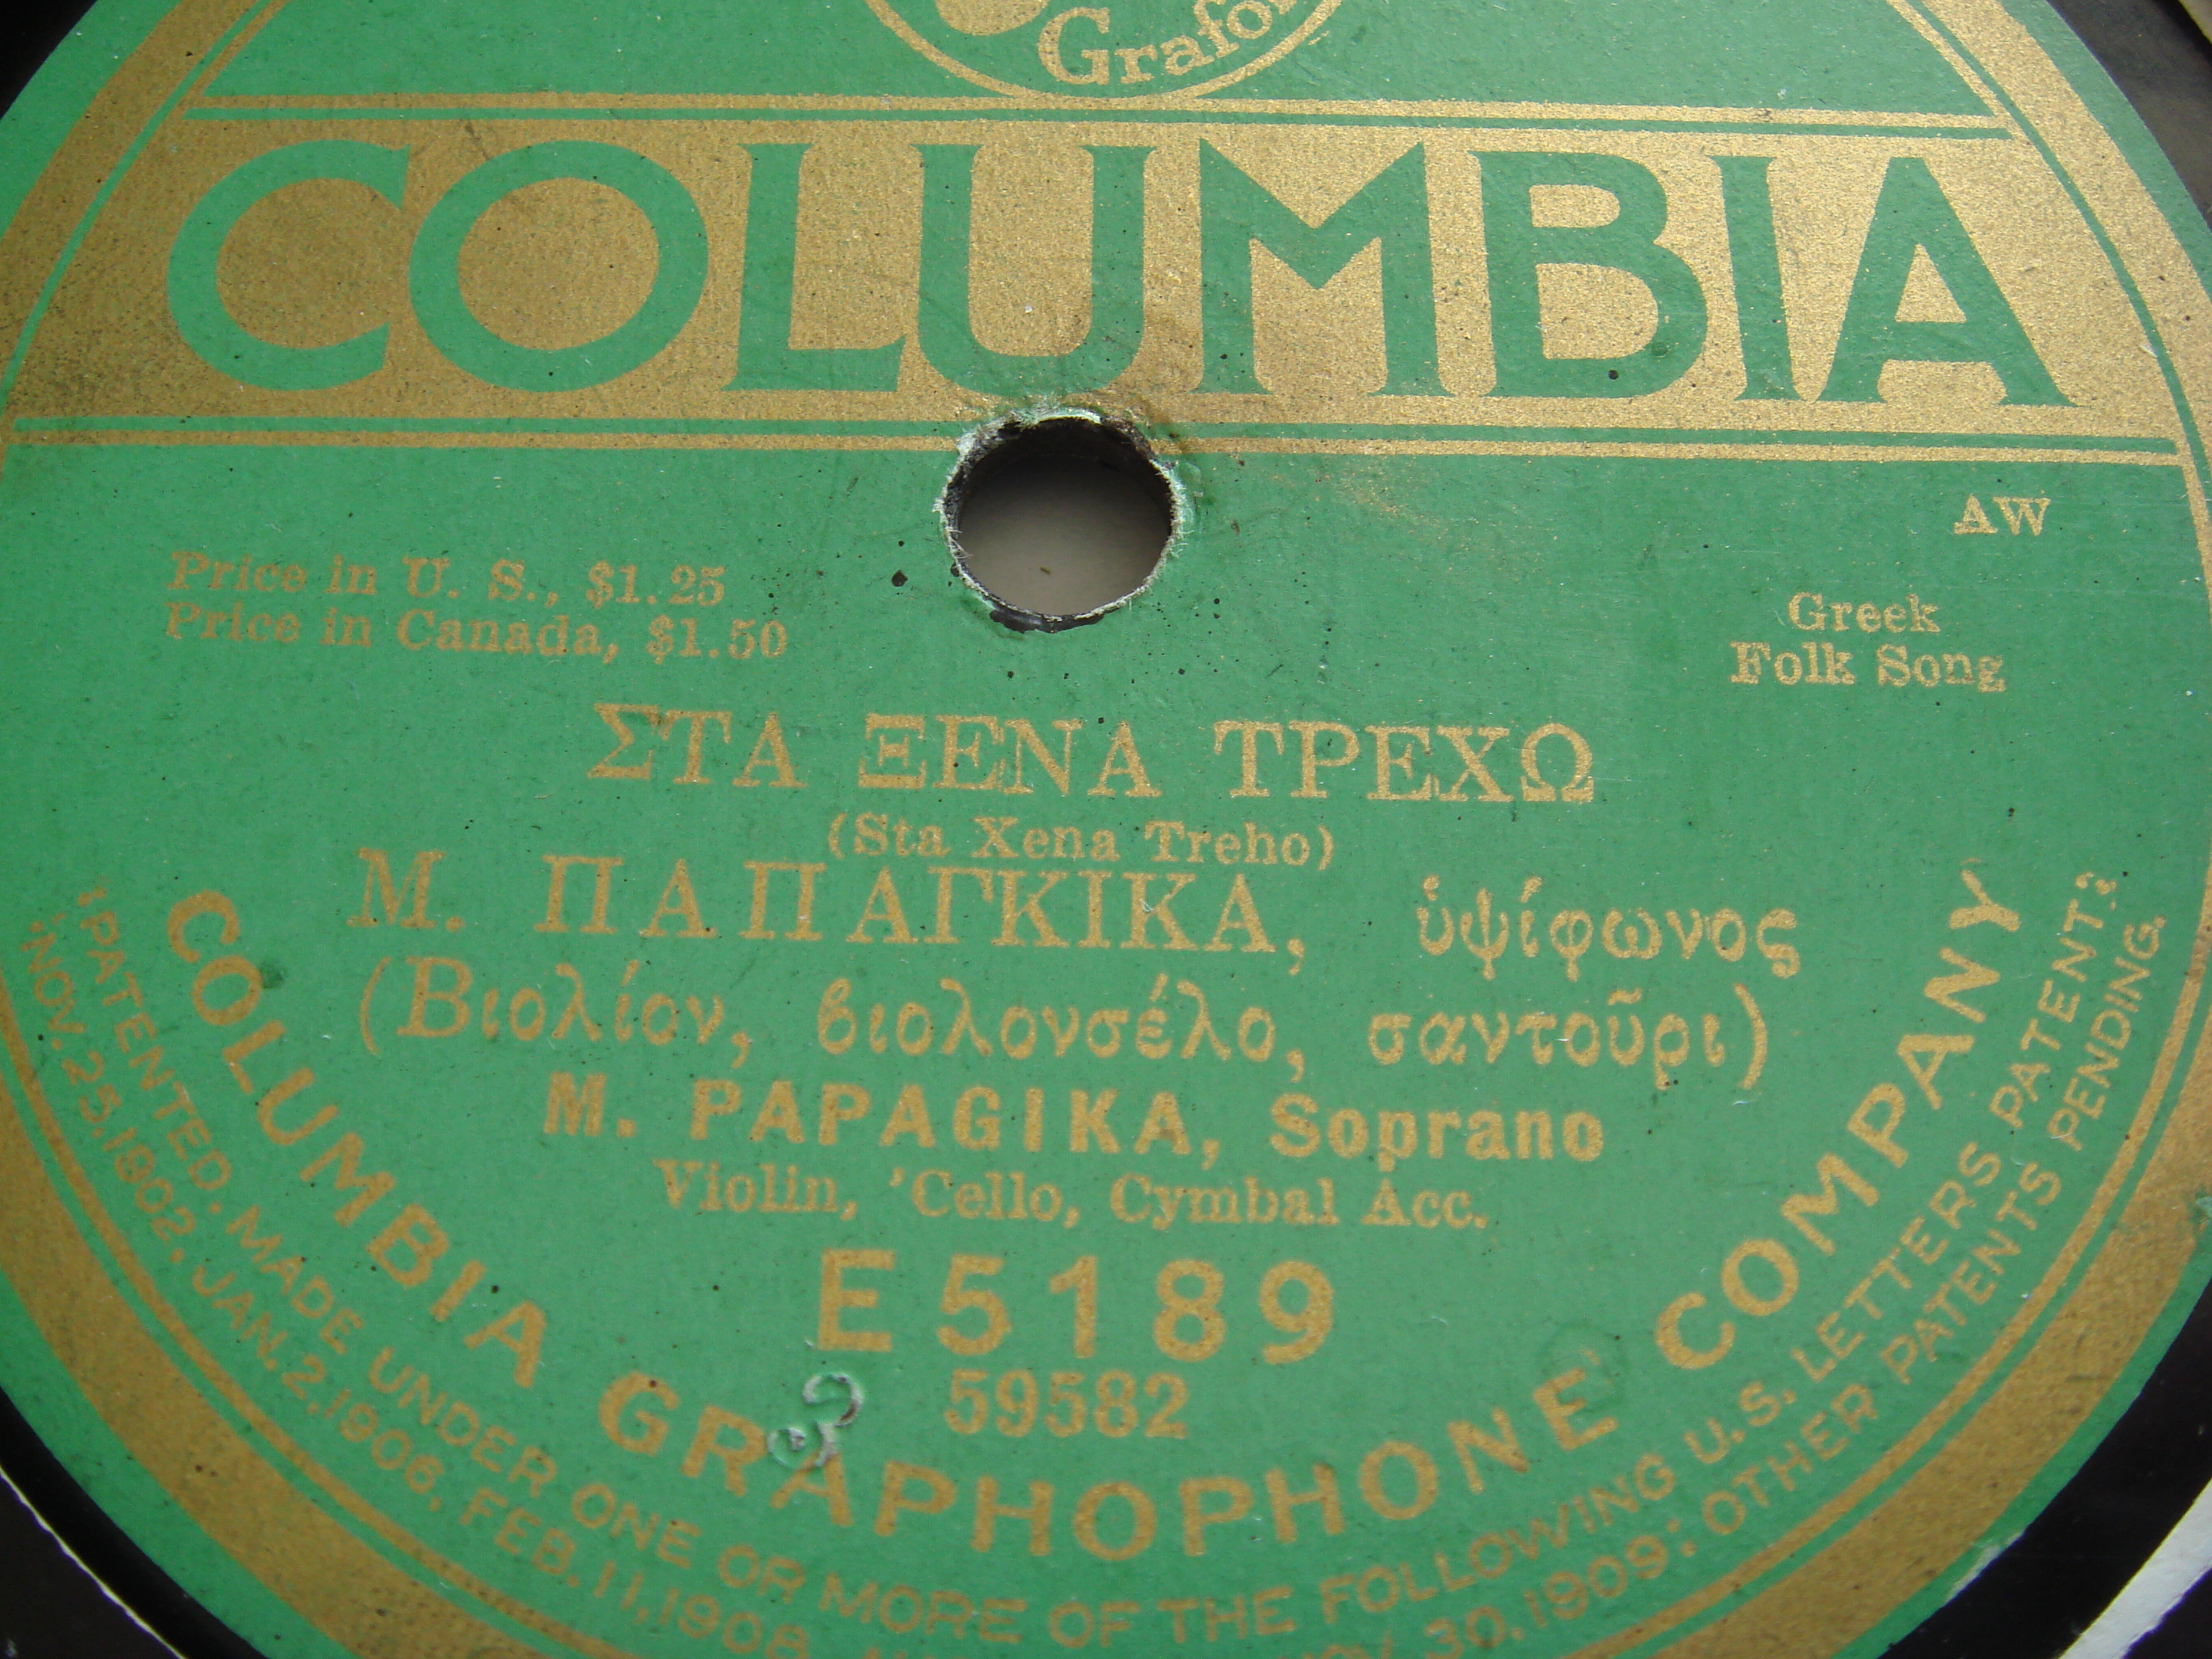 COLUMBIA
AW
Price in U. S., $1.25
Price in Canada, $1.50
Greek
Folk Song
ΣΤΑ ΞΕΝΑ ΤΡΕΧΩ
(Sta Xena Treho)
Μ. ΠΑΠΑΓΚΙΚΑ, ὑψίφωνος
(Βιολίον, βιολονσέλο, σαντοῦρι)
M. PAPAGIKA, Soprano
Violin, 'Cello, Cymbal Acc.
E5189
59582
COLUMBIA GRAPHOPHONE COMPANY
PATENTED. MADE UNDER ONE OR MORE OF THE FOLLOWING U.S. LETTERS PATENT:
NOV. 25, 1902, JAN. 2, 1906, FEB. 11, 1908, 30, 1909: OTHER PATENTS PENDING.